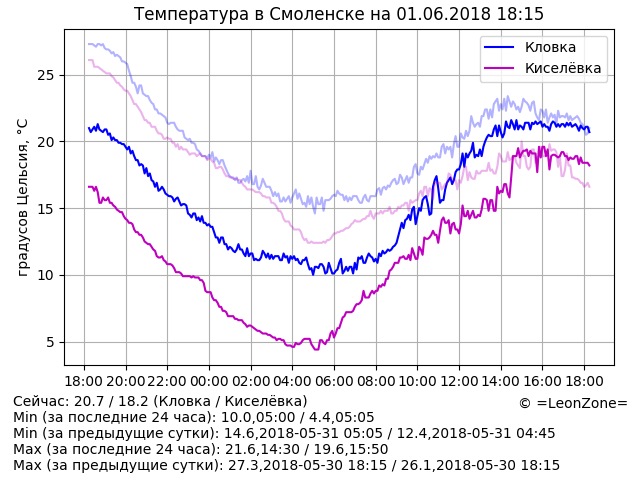 Температура в Смоленске на 01.06.2018 18:15
Кловка
Киселёвка
градусов Цельсия, °C
25
20
15
10
5
18:00 20:00 22:00 00:00 02:00 04:00 06:00 08:00 10:00 12:00 14:00 16:00 18:00
Сейчас: 20.7 / 18.2 (Кловка / Киселёвка)
© =LeonZone=
Min (за последние 24 часа): 10.0,05:00 / 4.4,05:05
Min (за предыдущие сутки): 14.6,2018-05-31 05:05 / 12.4,2018-05-31 04:45
Max (за последние 24 часа): 21.6,14:30 / 19.6,15:50
Max (за предыдущие сутки): 27.3,2018-05-30 18:15 / 26.1,2018-05-30 18:15